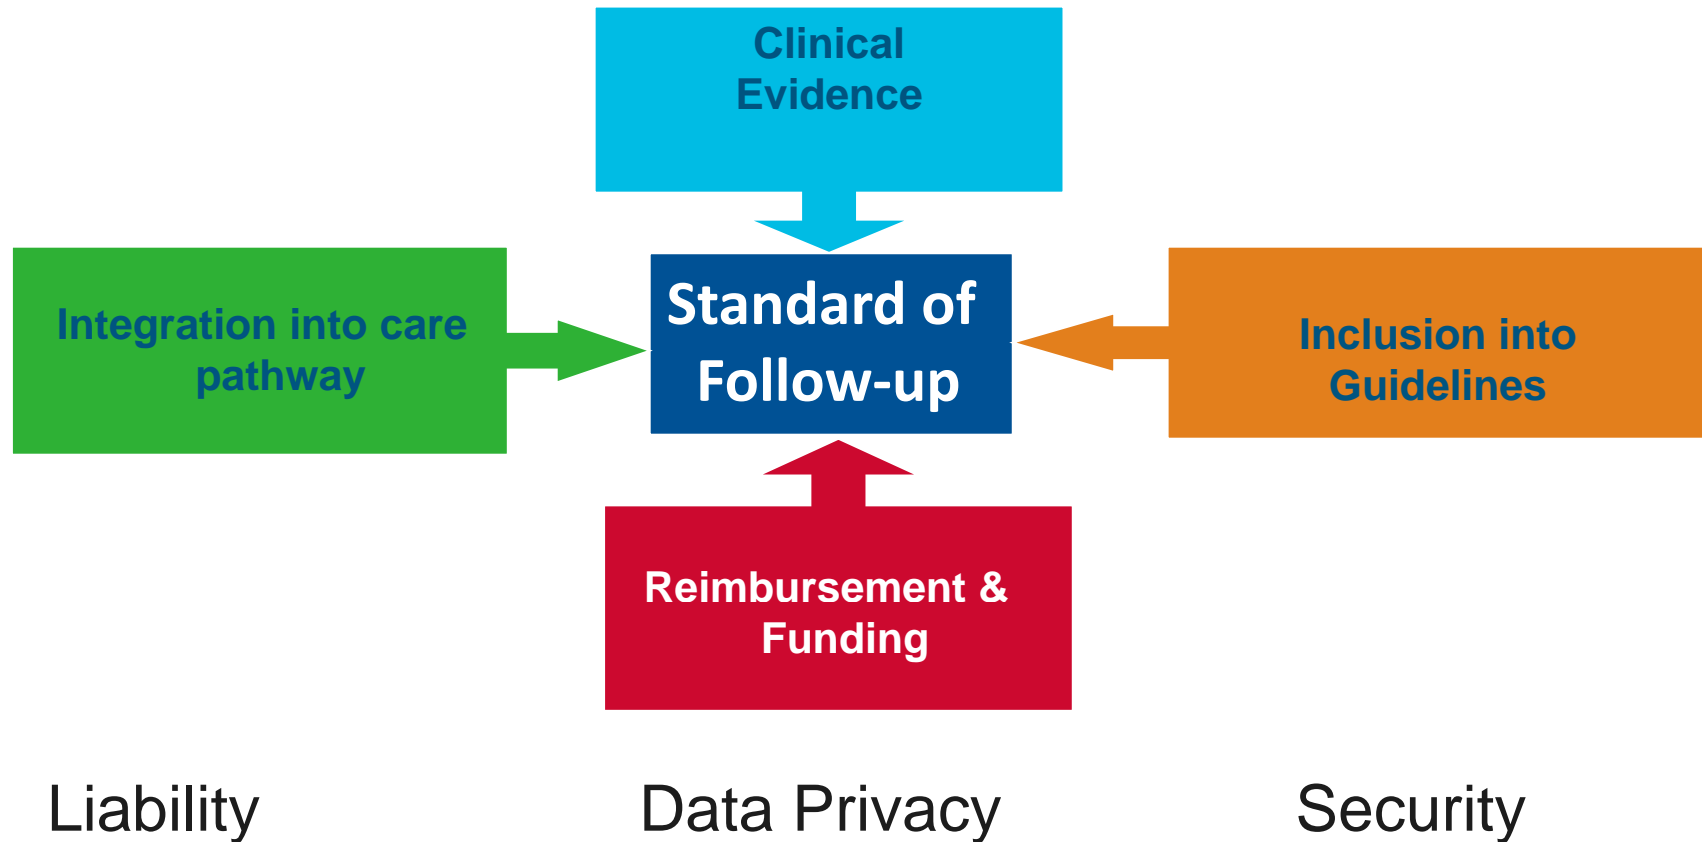 Clinical
Evidence
Integration into care
pathway
Standard of
Follow-up
Inclusion into
Guidelines
Reimbursement &
Funding
Liability
Data Privacy
Security